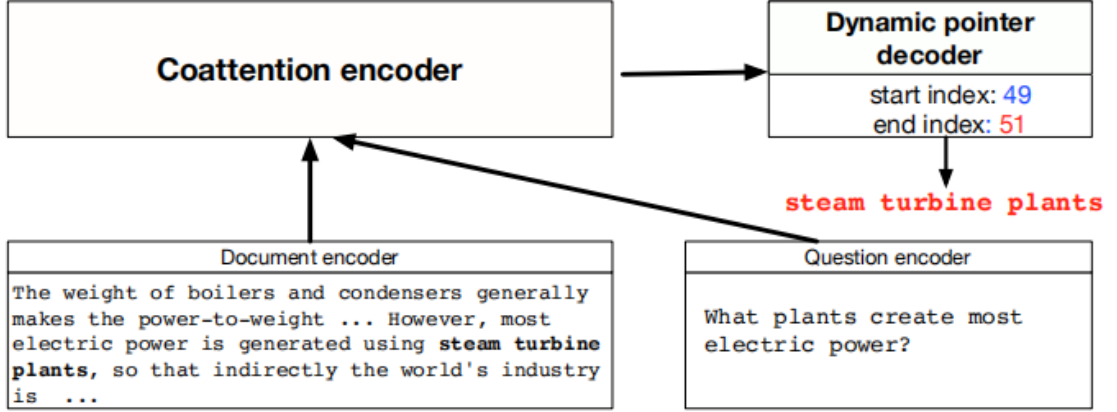 Coattention encoder
Dynamic pointer
decoder
start index: 49
end index: 51
steam turbine plants
Document encoder
The weight of boilers and condensers generally
makes the power-to-weight ... However, most
electric power is generated using steam turbine
plants, so that indirectly the world's industry
is ...
Question encoder
What plants create most
electric power?